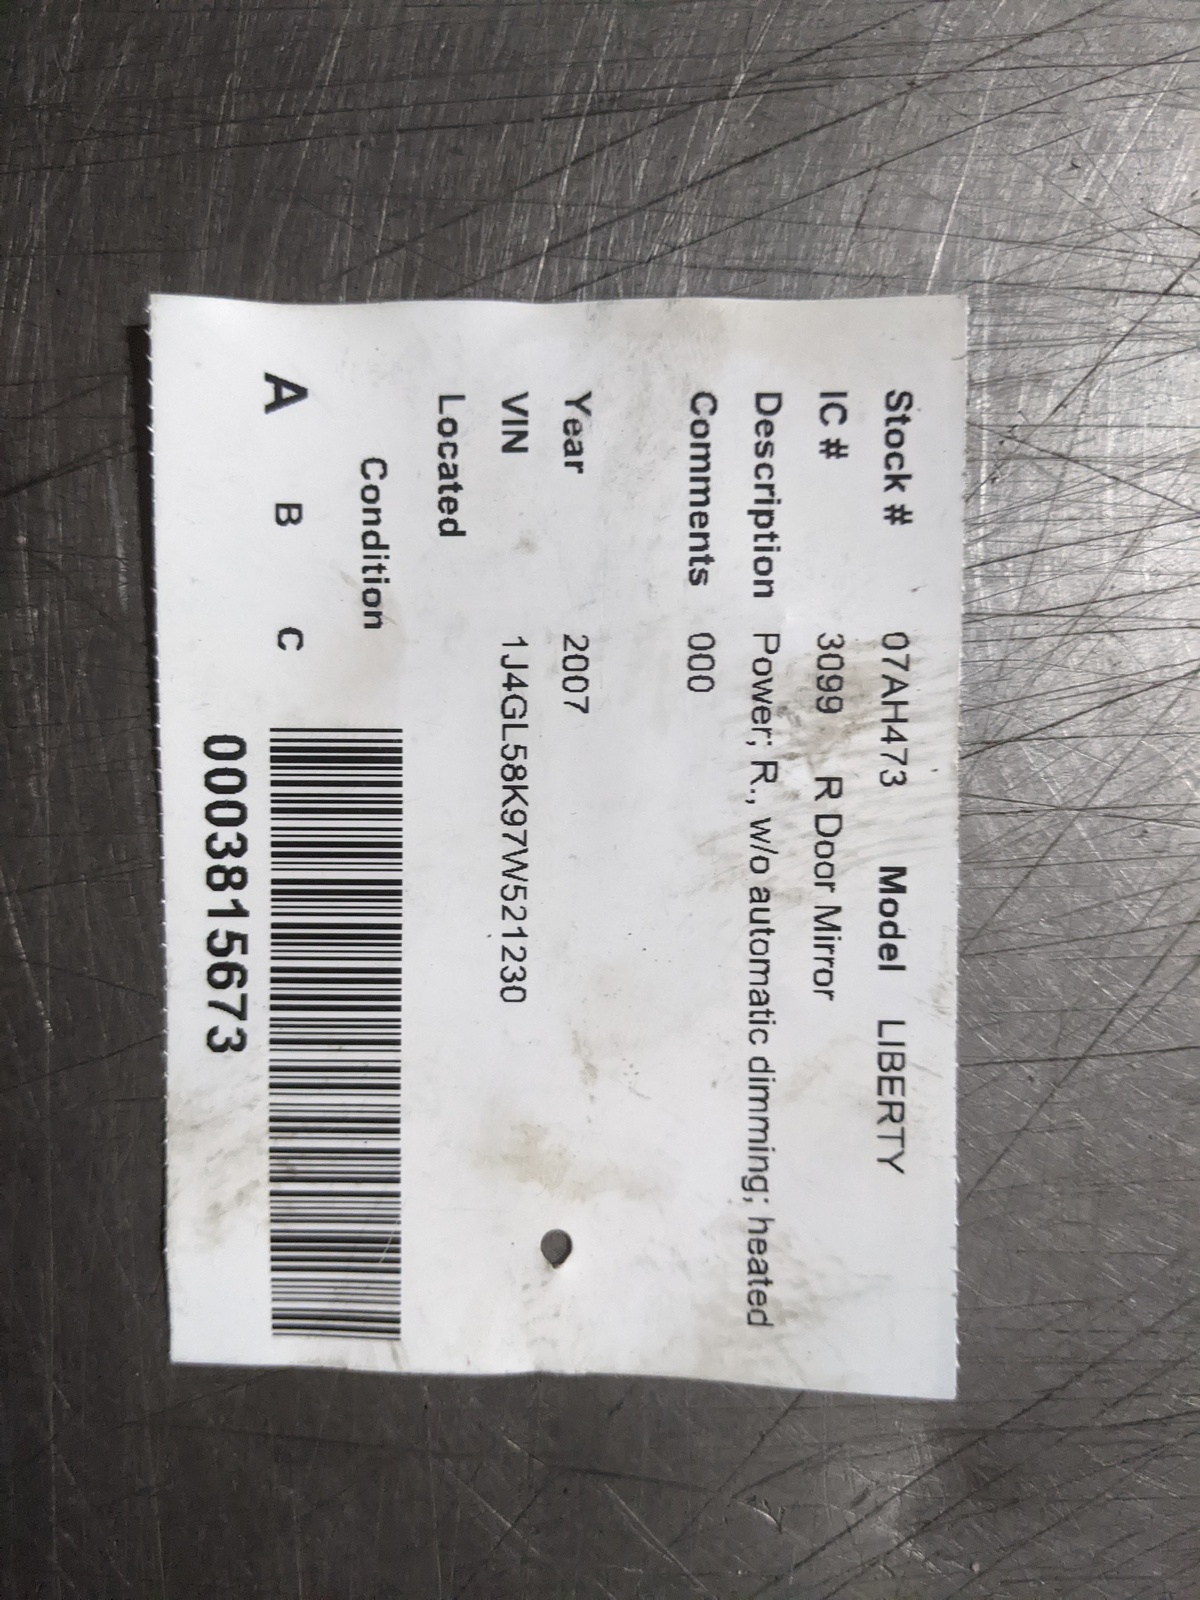 Stock # 07AH473 Model LIBERTY
IC # 3099 R Door Mirror
Description Power; R., w/o automatic dimming; heated
Comments 000
Year 2007
VIN 1J4GL58K97W521230
Located
Condition
A B C
0003815673